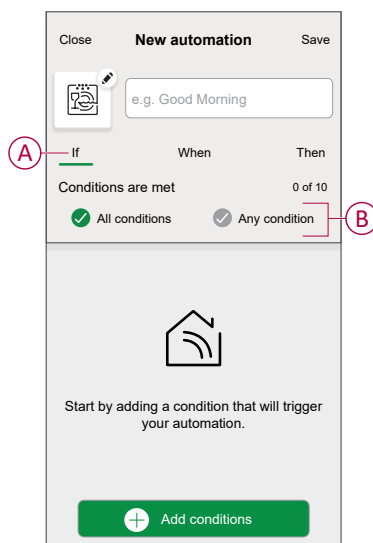 Close New automation Save
e.g. Good Morning
A If When Then
Conditions are met 0 of 10
All conditions Any condition B
Start by adding a condition that will trigger
your automation.
Add conditions